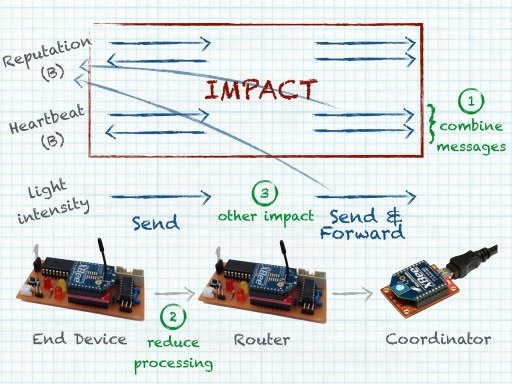 Reputation
(B)
IMPACT
1
Heartbeat
(B)
combine
messages
Light
intensity
3
Send
other impact
Send &
Forward
XBee
End Device
2
Router
Coordinator
reduce
processing